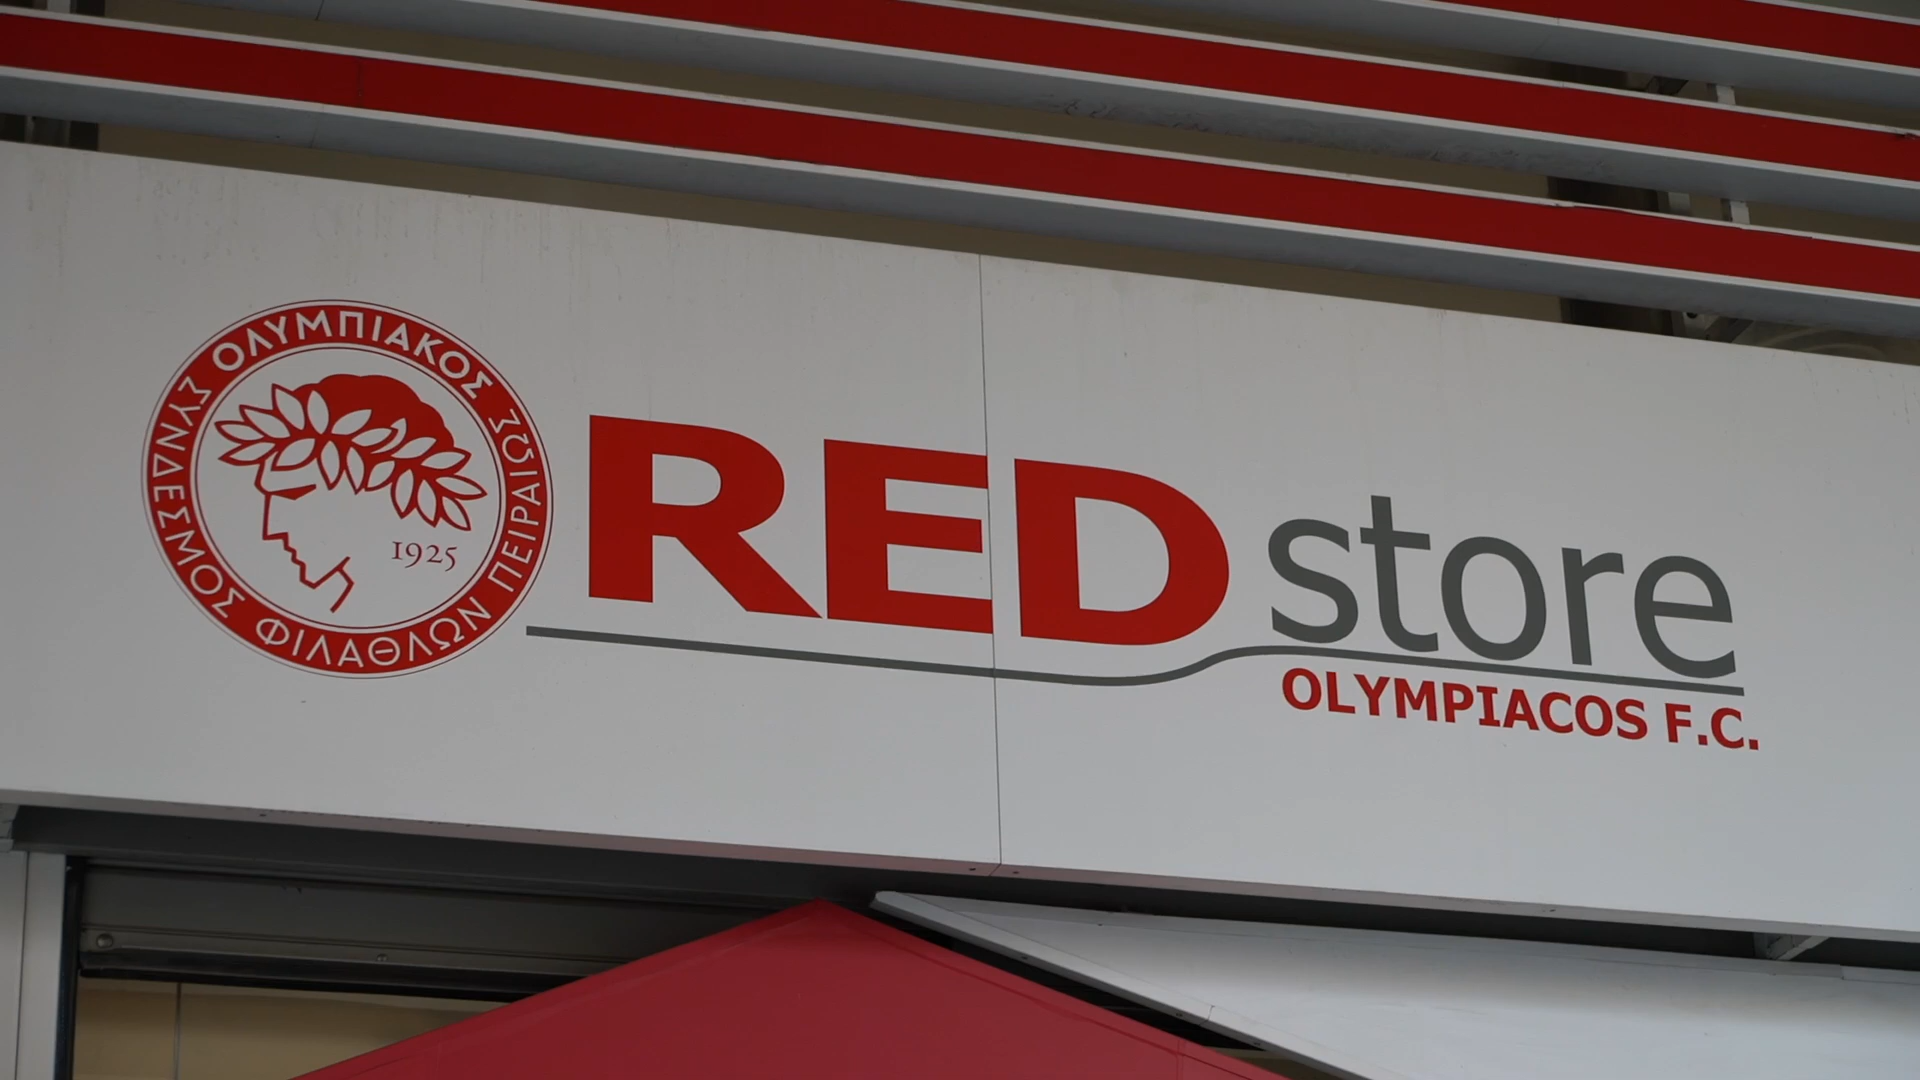 ΟΛΥΜΠΙΑΚΟΣ
ΣΥΝΔΕΣΜΟΣ ΦΙΛΑΘΛΩΝ ΠΕΙΡΑΙΩΣ
1925
RED store
OLYMPIACOS F.C.